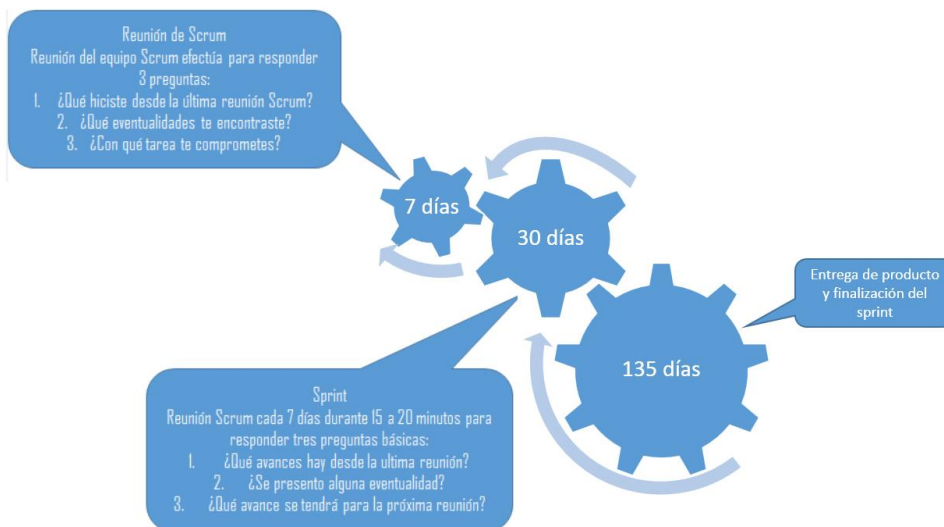 Reunión de Scrum
Reunión del equipo Scrum efectúa para responder
3 preguntas:
1. ¿Qué hiciste desde la última reunión Scrum?
2. ¿Qué eventualidades te encontraste?
3. ¿Con qué tarea te comprometes?
7 días
30 días
Entrega de producto
y finalización del
sprint
135 días
Sprint
Reunión Scrum cada 7 días durante 15 a 20 minutos para
responder tres preguntas básicas:
1. ¿Qué avances hay desde la ultima reunión?
2. ¿Se presento alguna eventualidad?
3. ¿Qué avance se tendrá para la próxima reunión?